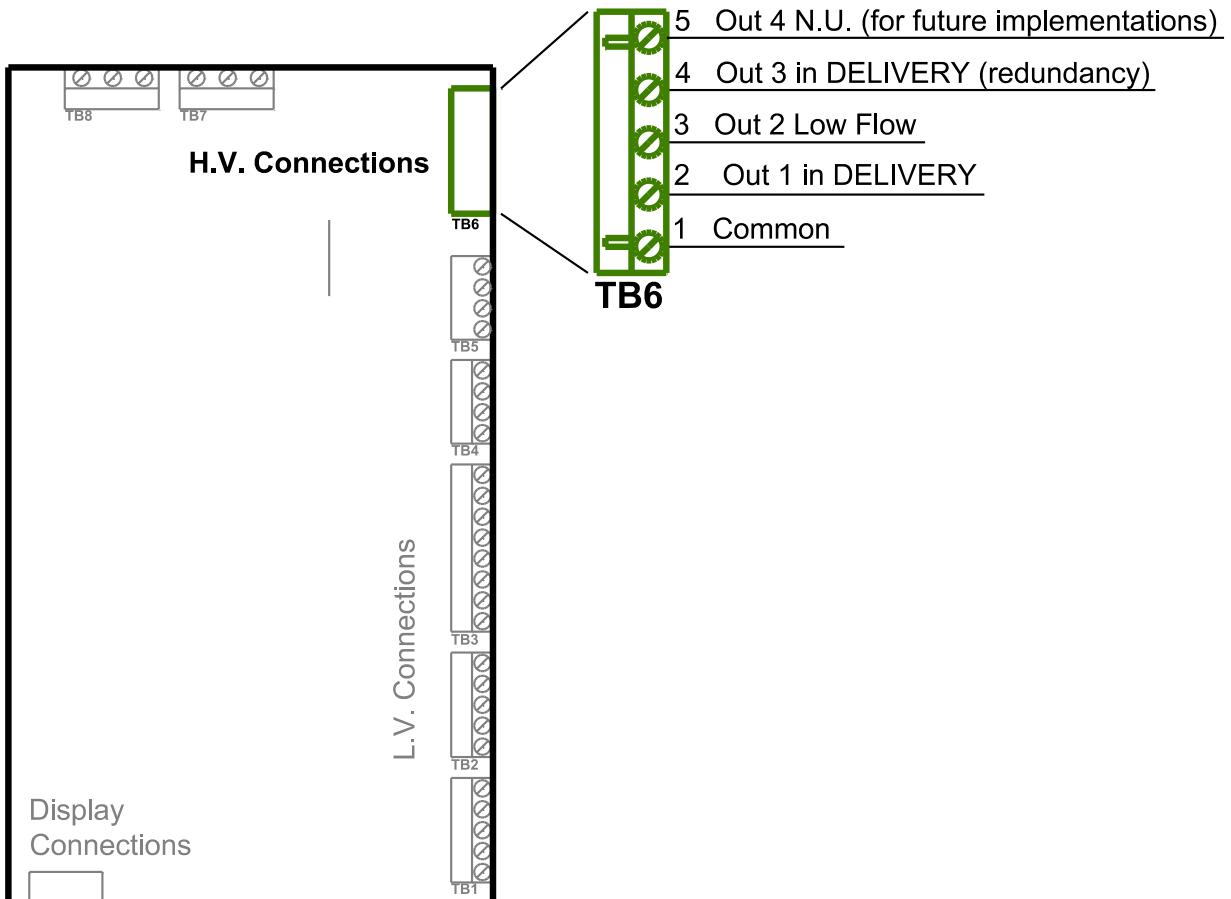 5 Out 4 N.U. (for future implementations)
4 Out 3 in DELIVERY (redundancy)
3 Out 2 Low Flow
2 Out 1 in DELIVERY
1 Common
TB6
TB8
TB7
H.V. Connections
TB6
TB5
TB4
TB3
L.V. Connections
TB2
Display
Connections
TB1